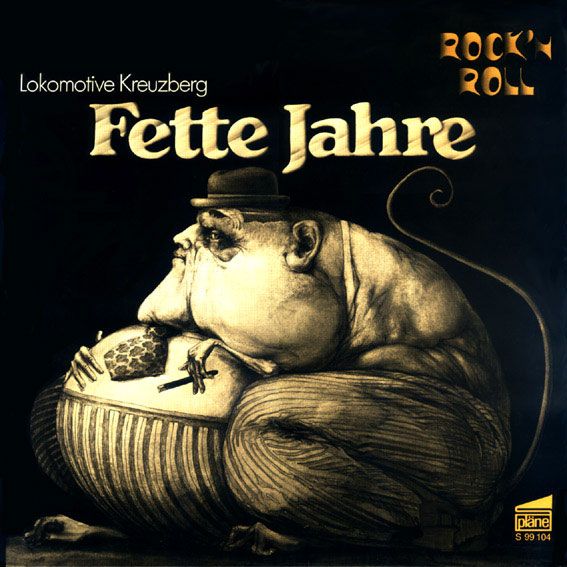 ROCK'N
ROLL
Lokomotive Kreuzberg
Fette Jahre
pläne
S 99 104